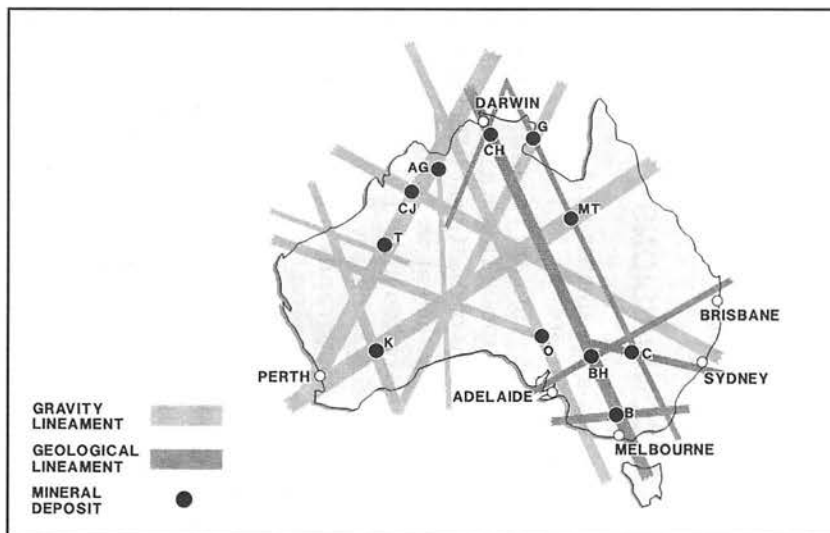 DARWIN
G
CH
AG
CJ
MT
T
BRISBANE
K
O
C
BH
PERTH
SYDNEY
ADELAIDE
B
MELBOURNE
GRAVITY
LINEAMENT
GEOLOGICAL
LINEAMENT
MINERAL
DEPOSIT